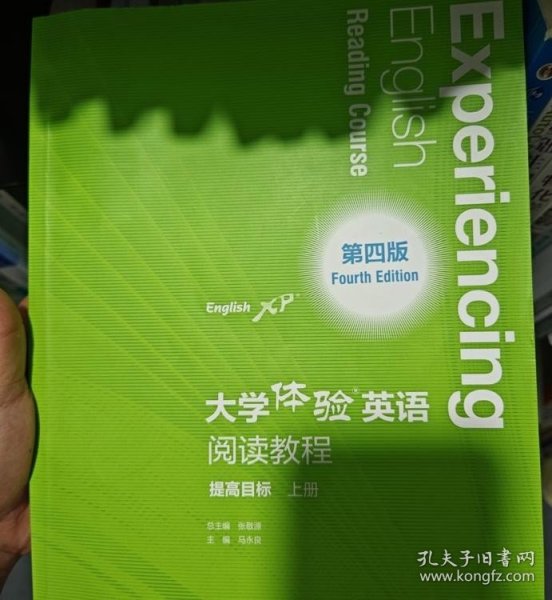 Experiencing
English
Reading Course
第四版
Fourth Edition
English XP®
大学体验®英语
阅读教程
提高目标 上册
总主编 张敬源
主 编 马永良
孔夫子旧书网
www.kongfz.com